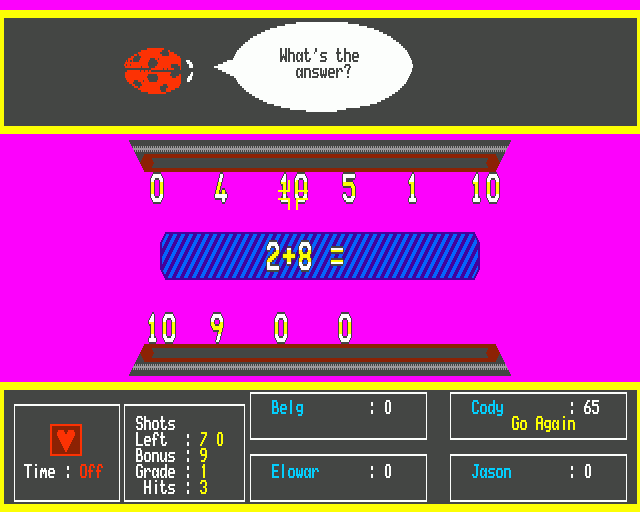 What's the
answer?
0 4 10 5 1 10
2+8 =
10 9 0 0
Shots
Left : 7 0
Bonus : 9
Grade : 1
Hits : 3
Time : Off
Belg : 0
Cody : 65
Go Again
Elowar : 0
Jason : 0